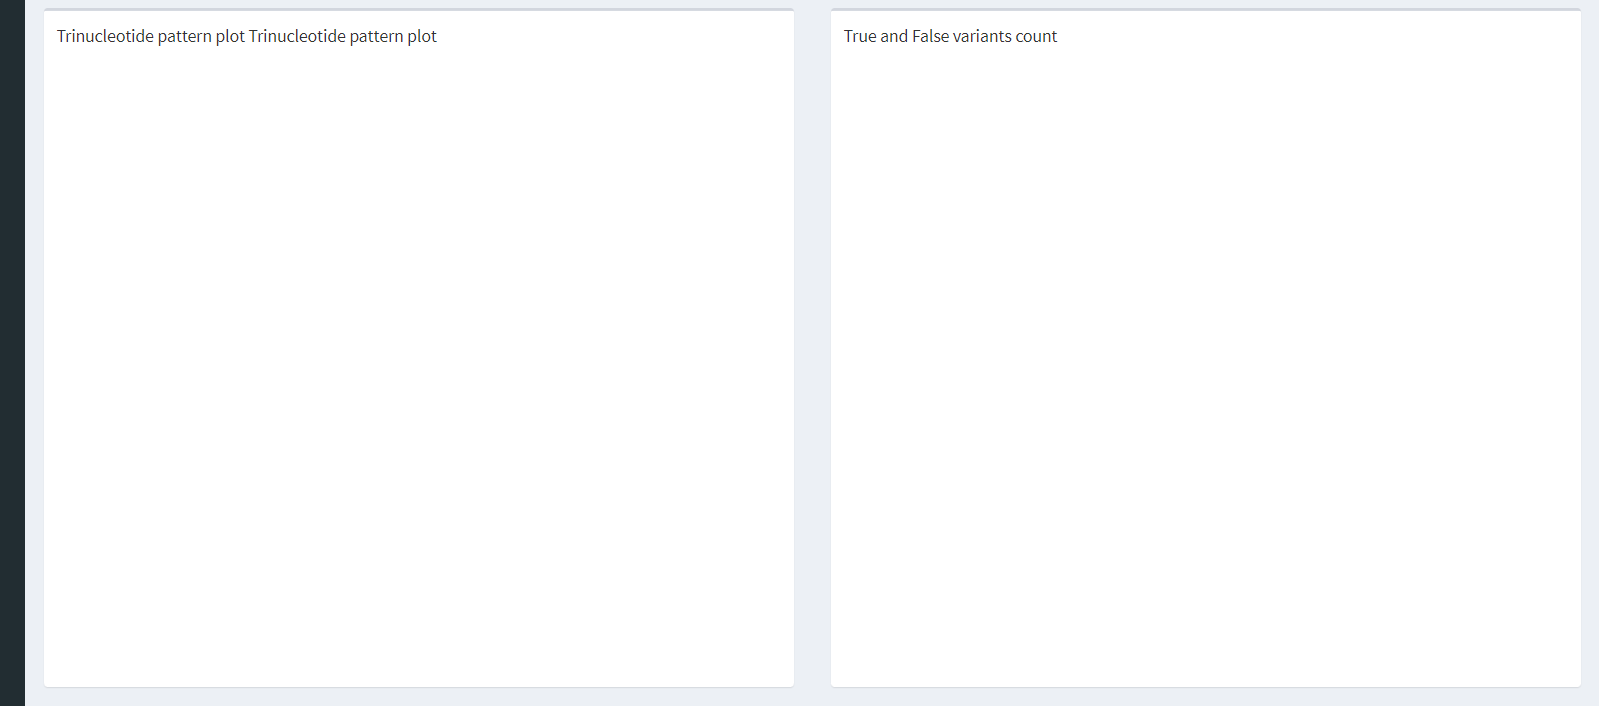 Trinucleotide pattern plot Trinucleotide pattern plot
True and False variants count